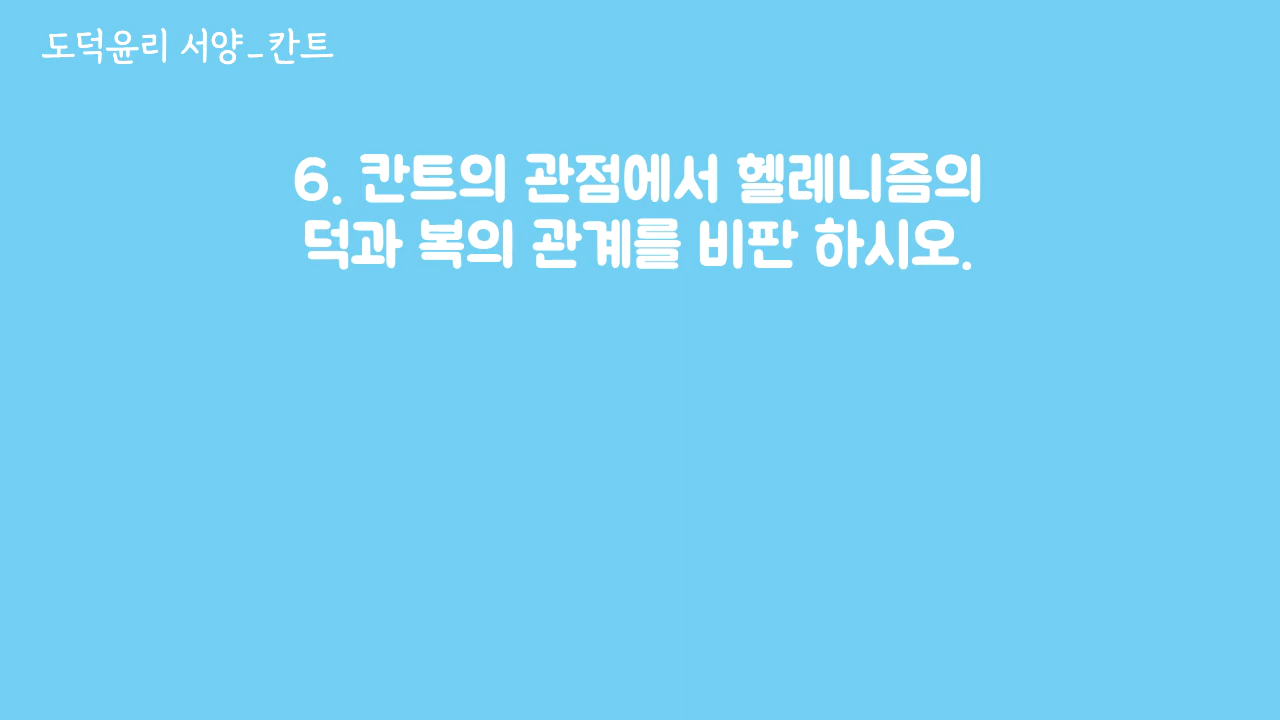 도덕윤리 서양_칸트
6. 칸트의 관점에서 헬레니즘의
덕과 복의 관계를 비판 하시오.